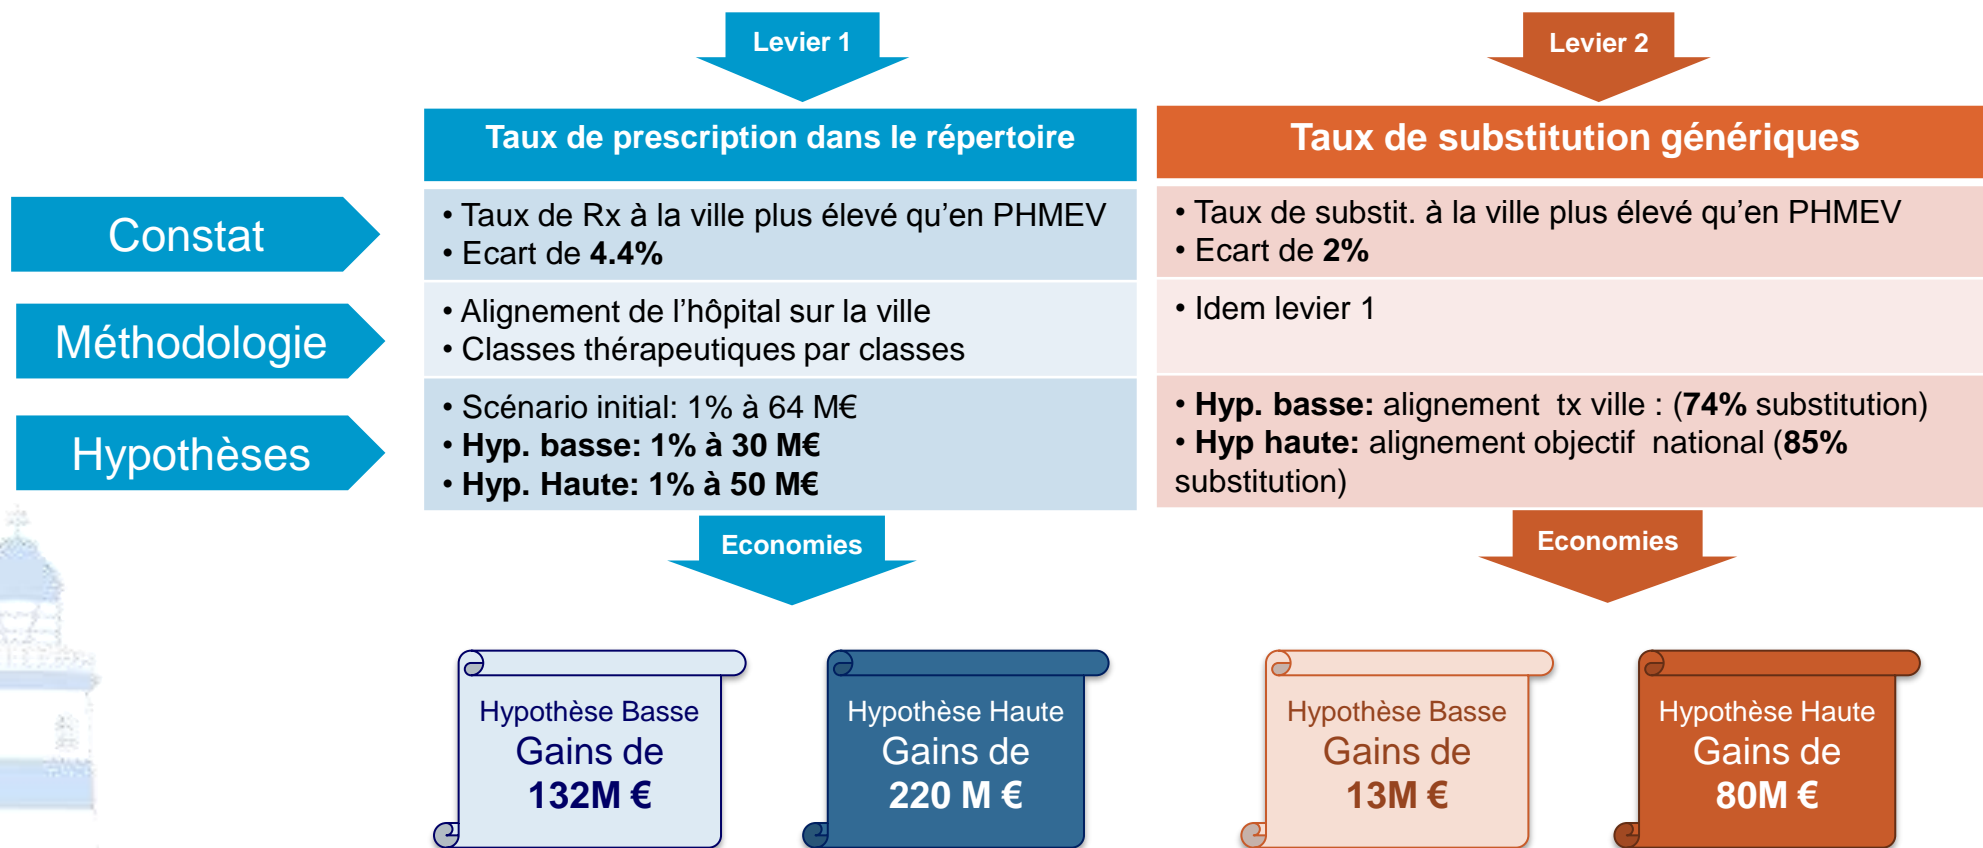 Levier 1
Levier 2
Taux de prescription dans le répertoire
Taux de substitution génériques
Constat
• Taux de Rx à la ville plus élevé qu'en PHMEV
• Ecart de 4.4%
• Taux de substit. à la ville plus élevé qu'en PHMEV
• Ecart de 2%
Méthodologie
• Alignement de l'hôpital sur la ville
• Classes thérapeutiques par classes
• Idem levier 1
Hypothèses
• Scénario initial: 1% à 64 M€
• Hyp. basse: 1% à 30 M€
• Hyp. Haute: 1% à 50 M€
• Hyp. basse: alignement tx ville : (74% substitution)
• Hyp haute: alignement objectif national (85%
substitution)
Economies
Economies
Hypothèse Basse
Gains de
132M €
Hypothèse Haute
Gains de
220 M €
Hypothèse Basse
Gains de
13M €
Hypothèse Haute
Gains de
80M €